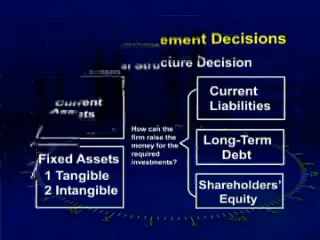 ement Decisions
al Structure Decision
Current
Assets
Current
Liabilities
How can the
firm raise the
money for the
required
investments?
Long-Term
Debt
Fixed Assets
1 Tangible
2 Intangible
Shareholders'
Equity